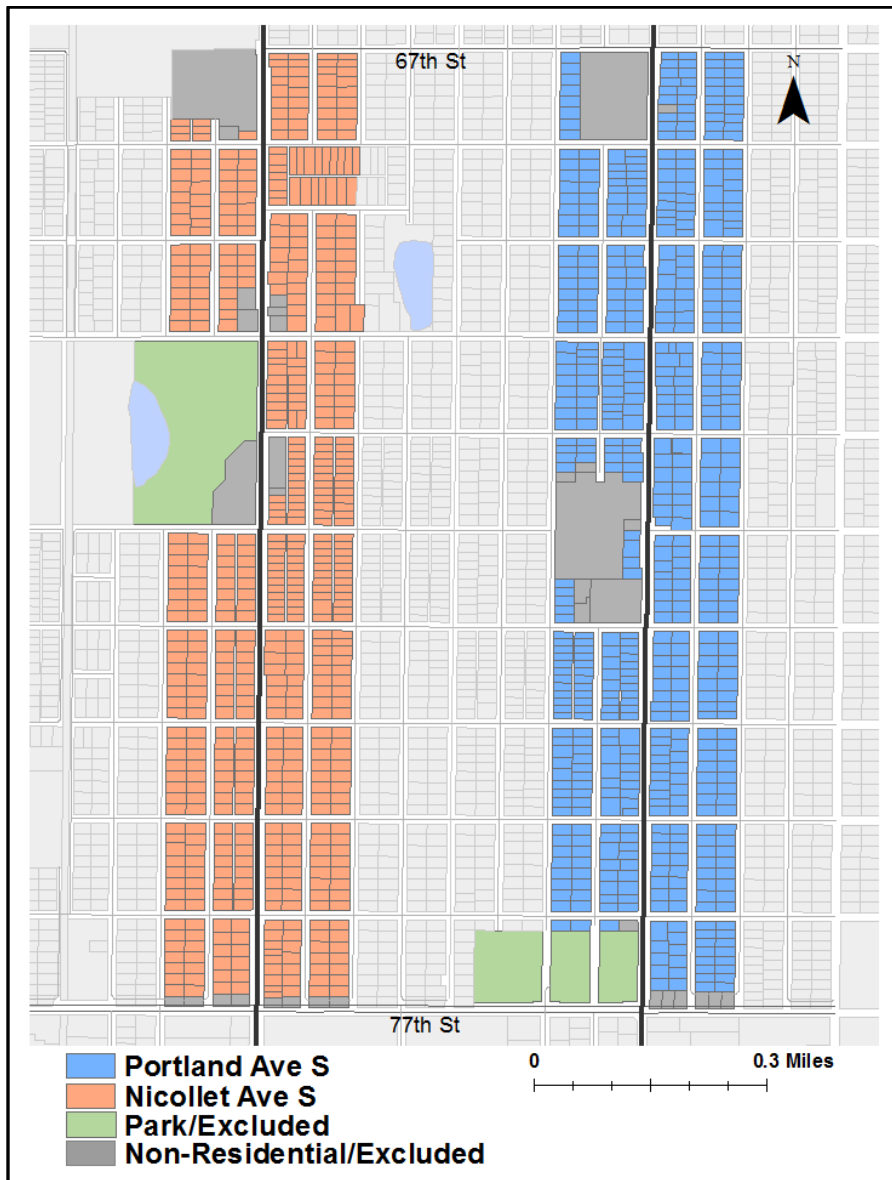 67th St
N
77th St
Portland Ave S
Nicollet Ave S
Park/Excluded
Non-Residential/Excluded
0 0.3 Miles